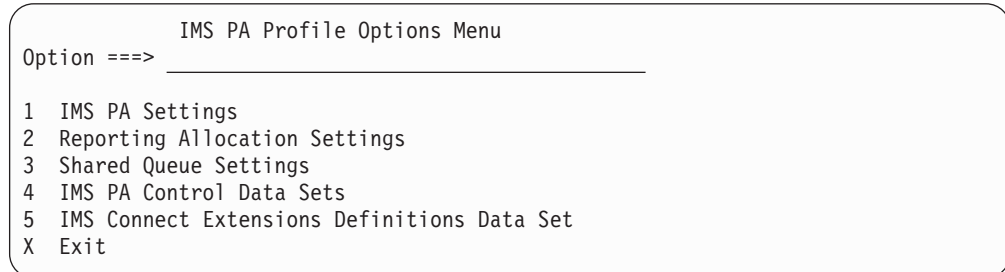 IMS PA Profile Options Menu
Option ===>
1 IMS PA Settings
2 Reporting Allocation Settings
3 Shared Queue Settings
4 IMS PA Control Data Sets
5 IMS Connect Extensions Definitions Data Set
X Exit